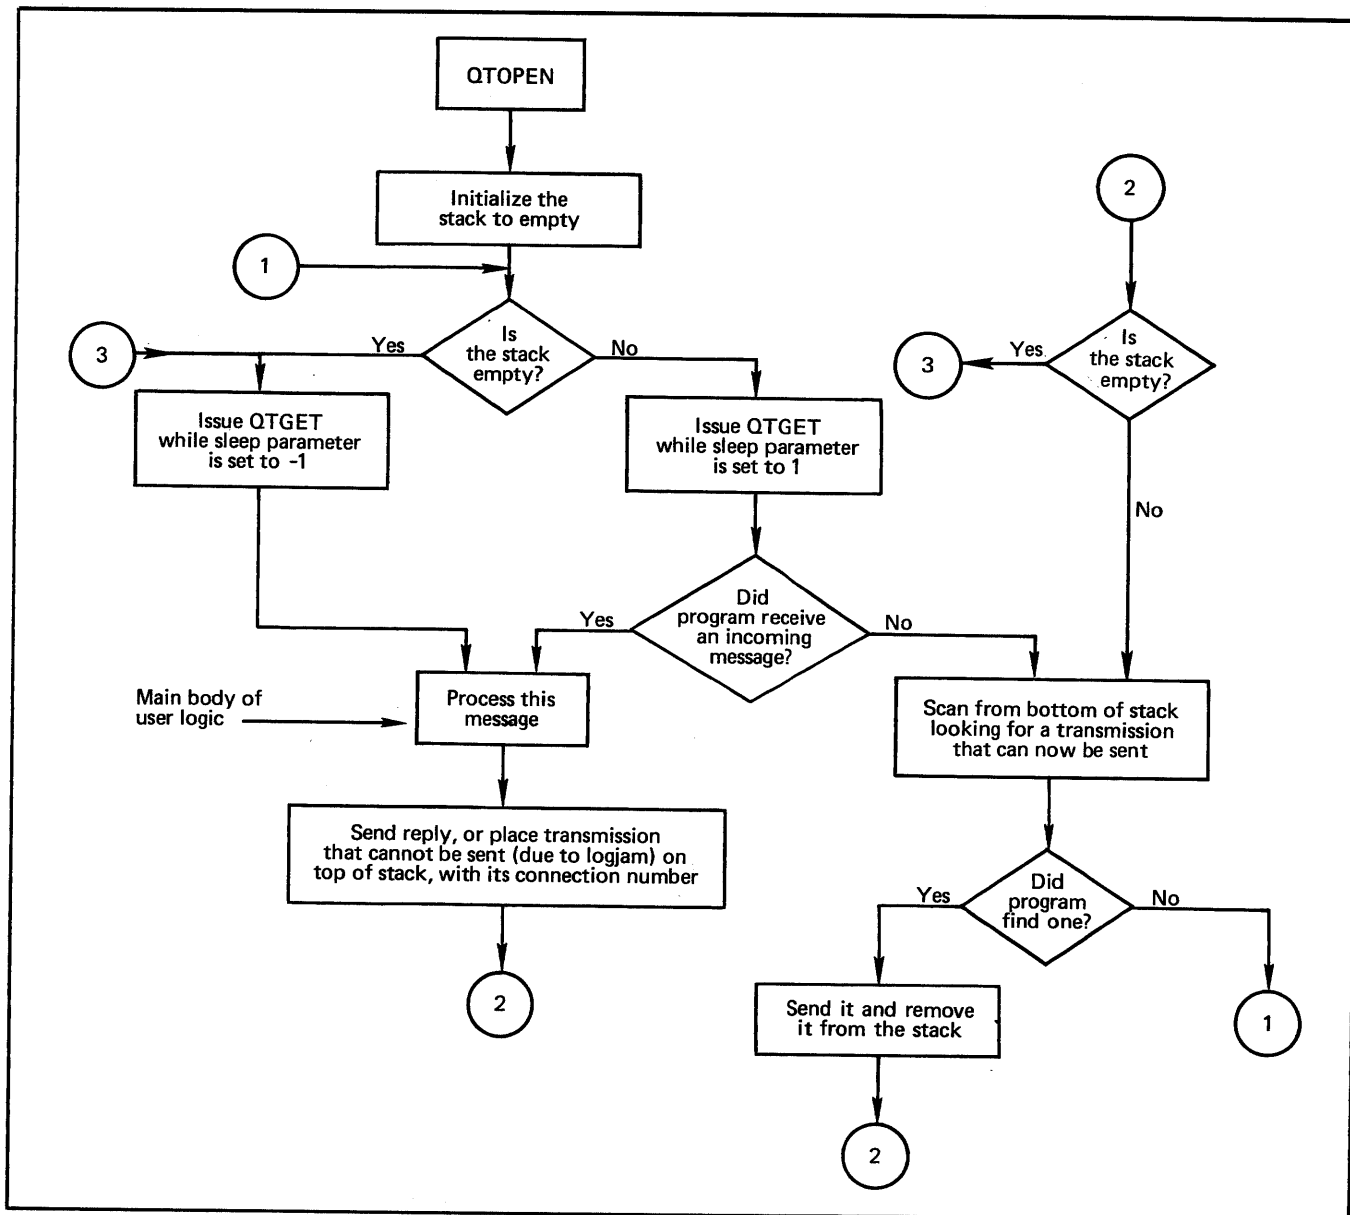 QTOPEN
Initialize the
stack to empty
1
2
Is
the stack
empty?
Yes
No
3
Is
the stack
empty?
Yes
3
No
Issue QTGET
while sleep parameter
is set to -1
Issue QTGET
while sleep parameter
is set to 1
Did
program receive
an incoming
message?
Yes
No
Main body of
user logic
Process this
message
Scan from bottom of stack
looking for a transmission
that can now be sent
Send reply, or place transmission
that cannot be sent (due to logjam) on
top of stack, with its connection number
Did
program
find one?
Yes
No
2
Send it and remove
it from the stack
1
2